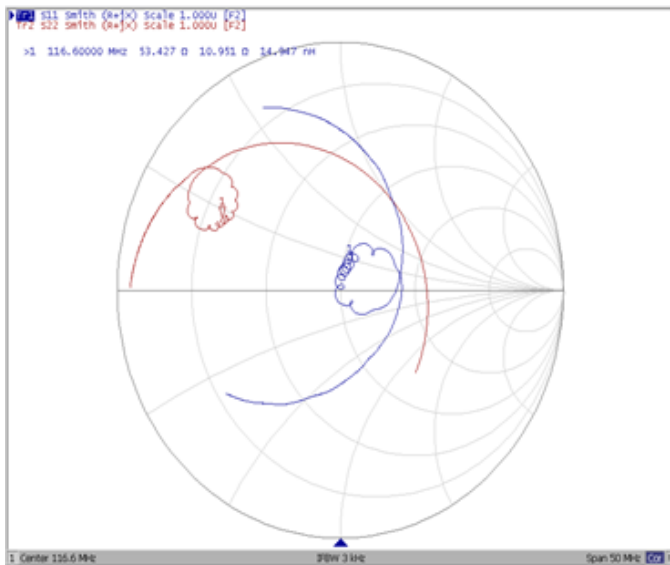 Tr1 S11 Smith (R+jX) Scale 1.000U [F2]
Tr2 S22 Smith (R+jX) Scale 1.000U [F2]
>1 116.60000 MHz 53.427 Ω 10.951 Ω 14.947 nH
1 Center 116.6 MHz IFBW 3 kHz Span 50 MHz Cor